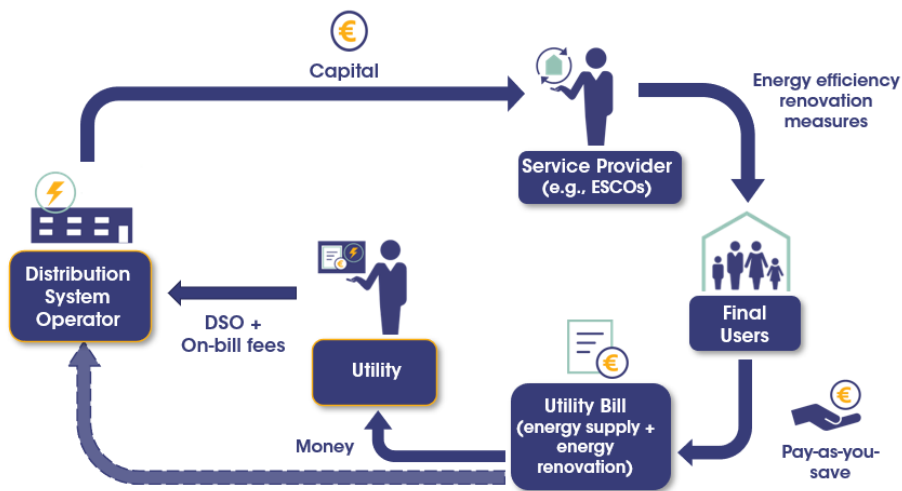 Capital
Energy efficiency
renovation
measures
Service Provider
(e.g., ESCOs)
Distribution
System
Operator
DSO +
On-bill fees
Utility
Final
Users
Money
Utility Bill
(energy supply +
energy
renovation)
Pay-as-you-
save